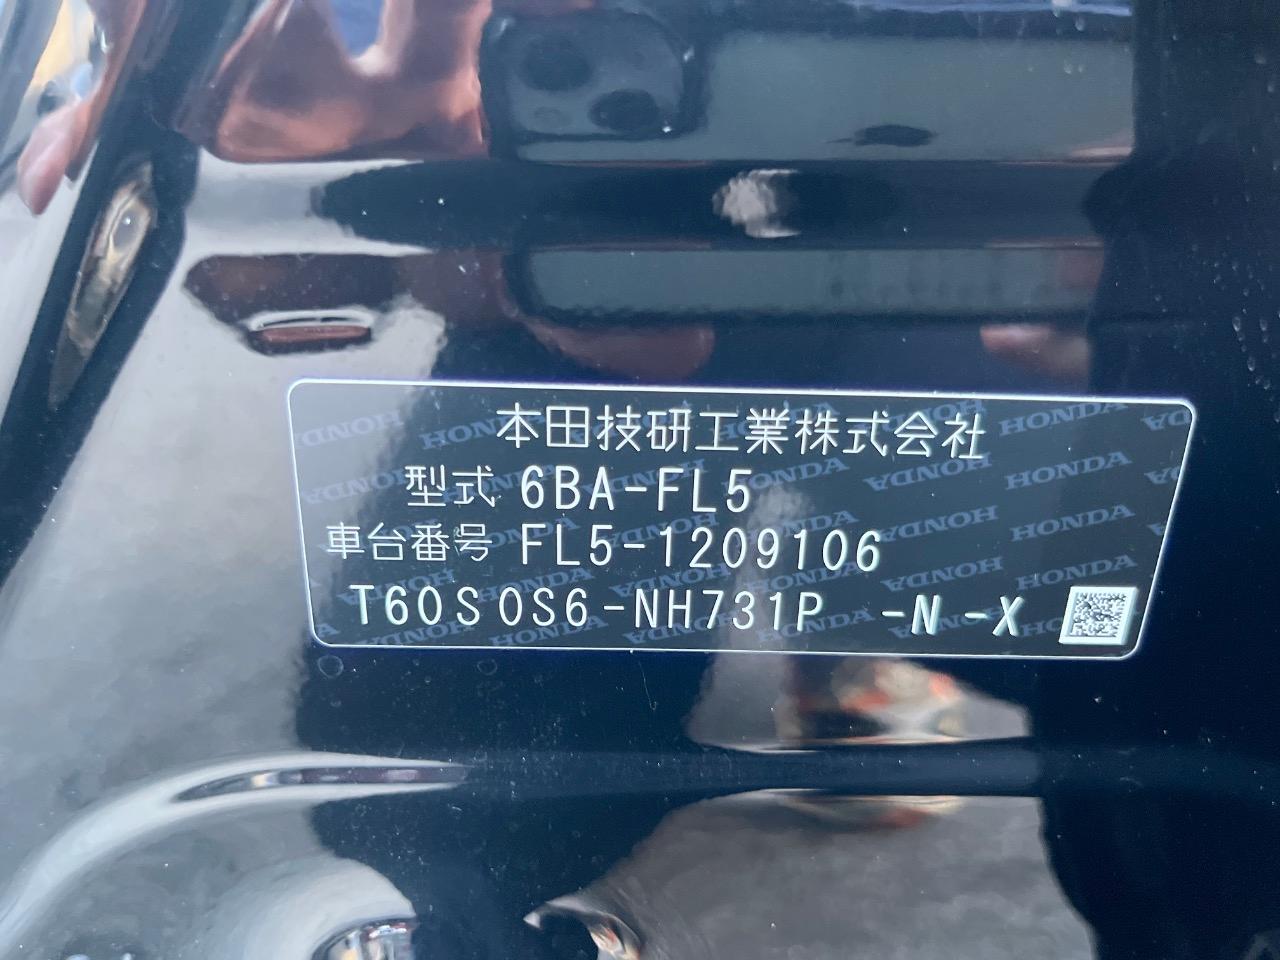 本田技研工業株式会社
型式 6BA-FL5
車台番号 FL5-1209106
T60S0S6-NH731P -N -X